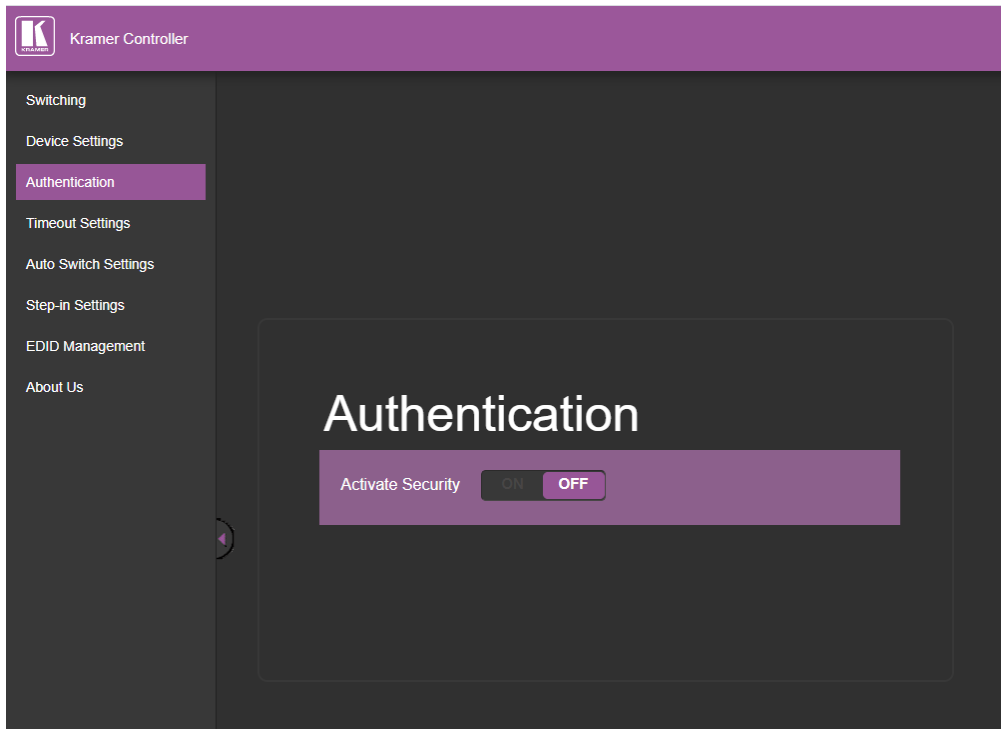 KRAMER
Kramer Controller
Switching
Device Settings
Authentication
Timeout Settings
Auto Switch Settings
Step-in Settings
EDID Management
About Us
Authentication
Activate Security ON OFF